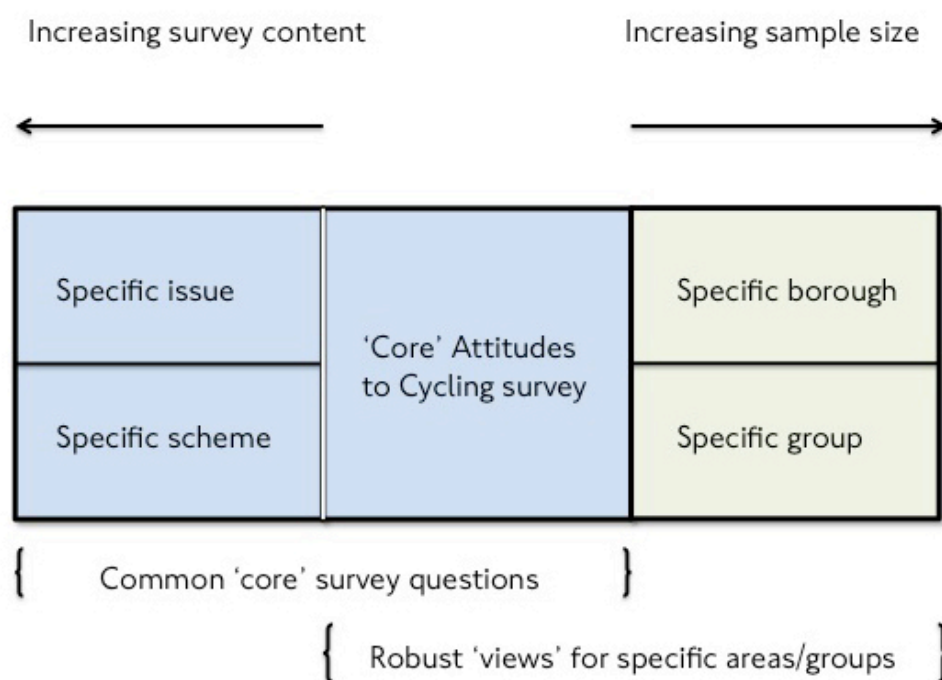 Increasing survey content
Increasing sample size
Specific issue
Specific scheme
‘Core’ Attitudes
to Cycling survey
Specific borough
Specific group
Common ‘core’ survey questions
Robust ‘views’ for specific areas/groups